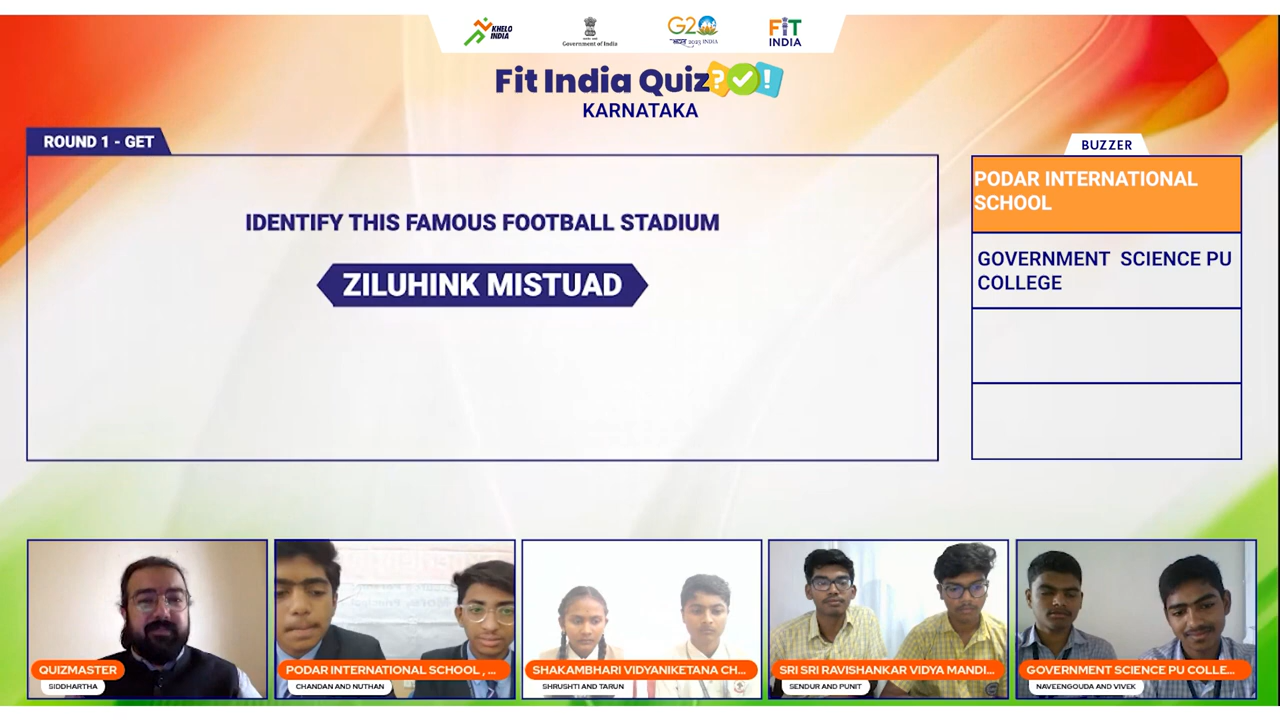 KHELO
INDIA
Government of India
G20
2023 INDIA
FiT
INDIA
Fit India Quiz?!
KARNATAKA
ROUND 1 - GET
BUZZER
IDENTIFY THIS FAMOUS FOOTBALL STADIUM
ZILUHINK MISTUAD
PODAR INTERNATIONAL
SCHOOL
GOVERNMENT SCIENCE PU
COLLEGE
QUIZMASTER
SIDDHARTHA
PODAR INTERNATIONAL SCHOOL , ...
CHANDAN AND NUTHAN
SHAKAMBHARI VIDYANIKETANA CH...
SHRUSHTI AND TARUN
SRI SRI RAVISHANKAR VIDYA MANDI...
SENDUR AND PUNIT
GOVERNMENT SCIENCE PU COLLE...
NAVEENGOUDA AND VIVEK